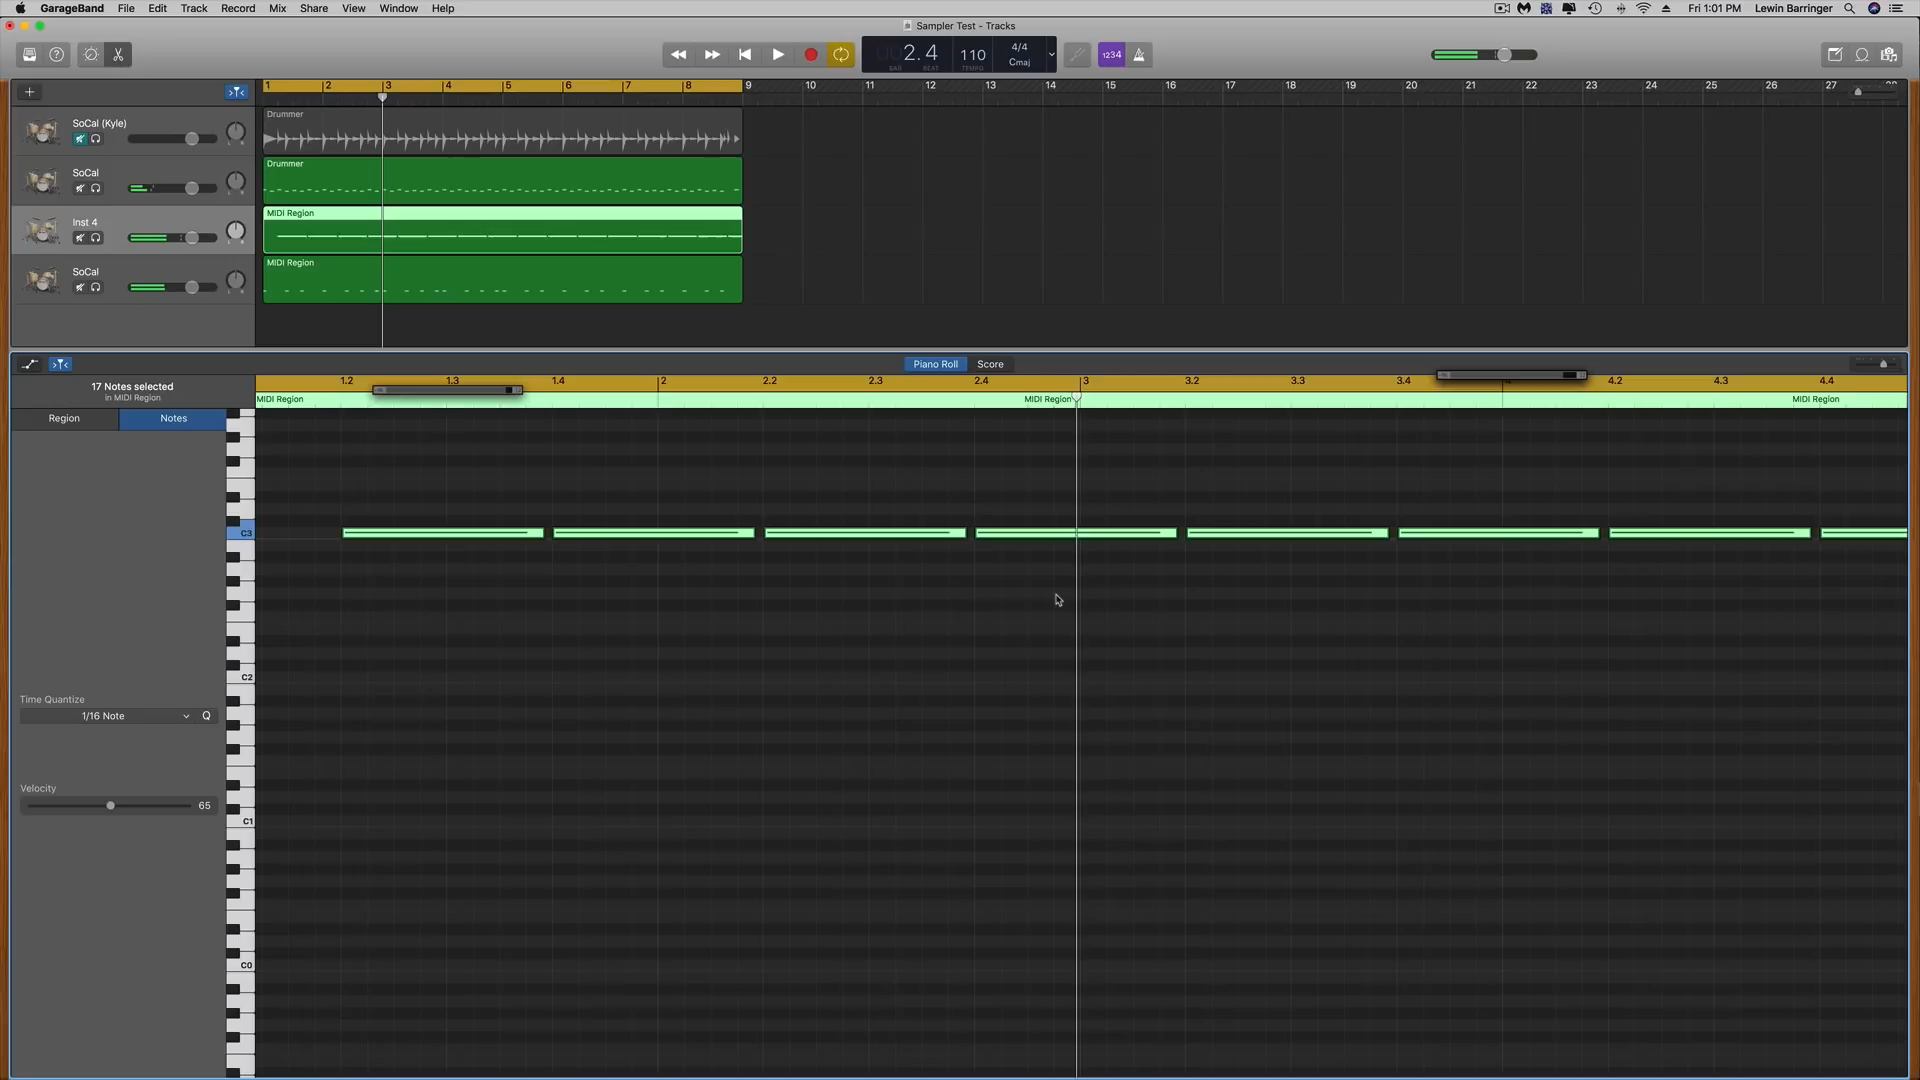 GarageBand File Edit Track Record Mix Share View Window Help Fri 1:01 PM Lewin Barringer
Sampler Test - Tracks
2.4 110 4/4 Cmaj
BAR BEAT TEMPO
1234
1 2 3 4 5 6 7 8 9 10 11 12 13 14 15 16 17 18 19 20 21 22 23 24 25 26 27
SoCal (Kyle)
Drummer
SoCal
Drummer
Inst 4
MIDI Region
SoCal
MIDI Region
Piano Roll Score
17 Notes selected
in MIDI Region
1.2 1.3 1.4 2 2.2 2.3 2.4 3 3.2 3.3 3.4 4.2 4.3 4.4
MIDI Region MIDI Region MIDI Region
Region Notes
C3
C2
Time Quantize
1/16 Note Q
Velocity
65
C1
C0